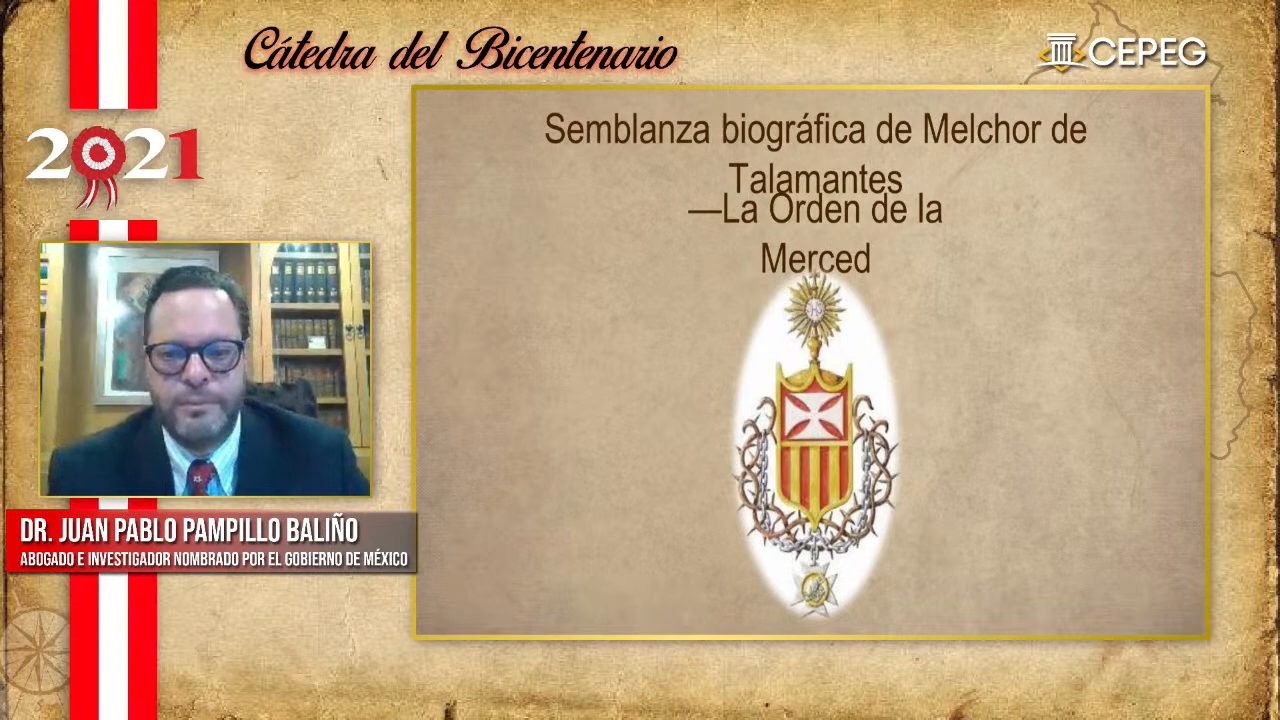 Cátedra del Bicentenario
CEPEG
2021
Semblanza biográfica de Melchor de
Talamantes
—La Orden de la
Merced
DR. JUAN PABLO PAMPILLO BALIÑO
ABOGADO E INVESTIGADOR NOMBRADO POR EL GOBIERNO DE MÉXICO